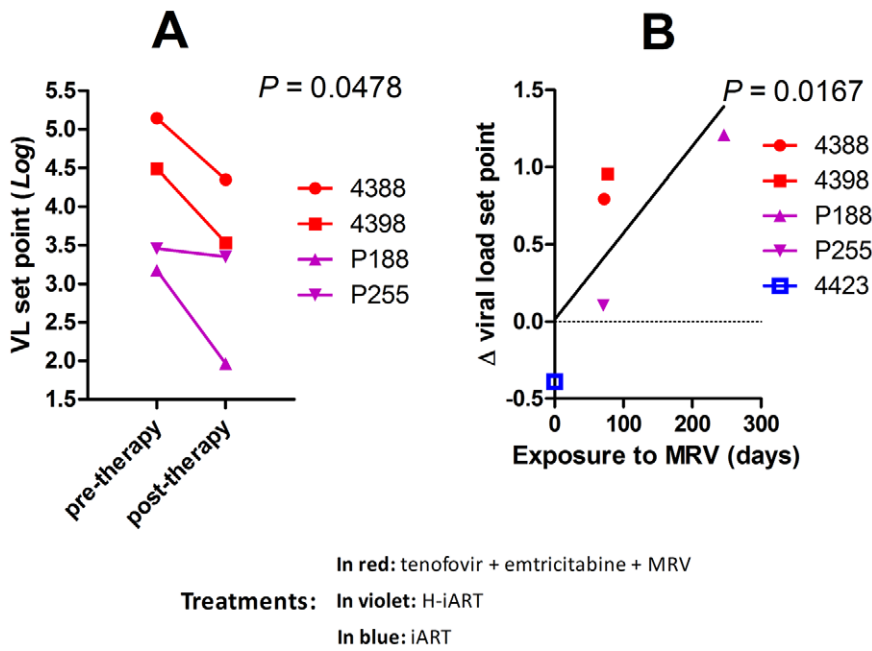 A
P = 0.0478
5.5
5.0
4.5
4.0
3.5
3.0
2.5
2.0
1.5
VL set point (Log)
pre-therapy
post-therapy
4388
4398
P188
P255
B
P = 0.0167
1.5
1.0
0.5
0.0
-0.5
Δ viral load set point
0 100 200 300
Exposure to MRV (days)
4388
4398
P188
P255
4423
Treatments:
In red: tenofovir + emtricitabine + MRV
In violet: H-iART
In blue: iART